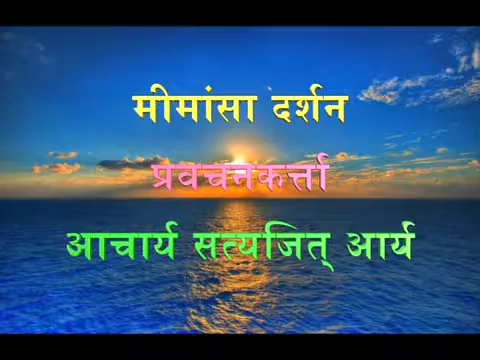 मीमांसा दर्शन
प्रवचनकर्त्ता
आचार्य सत्यजित् आर्य